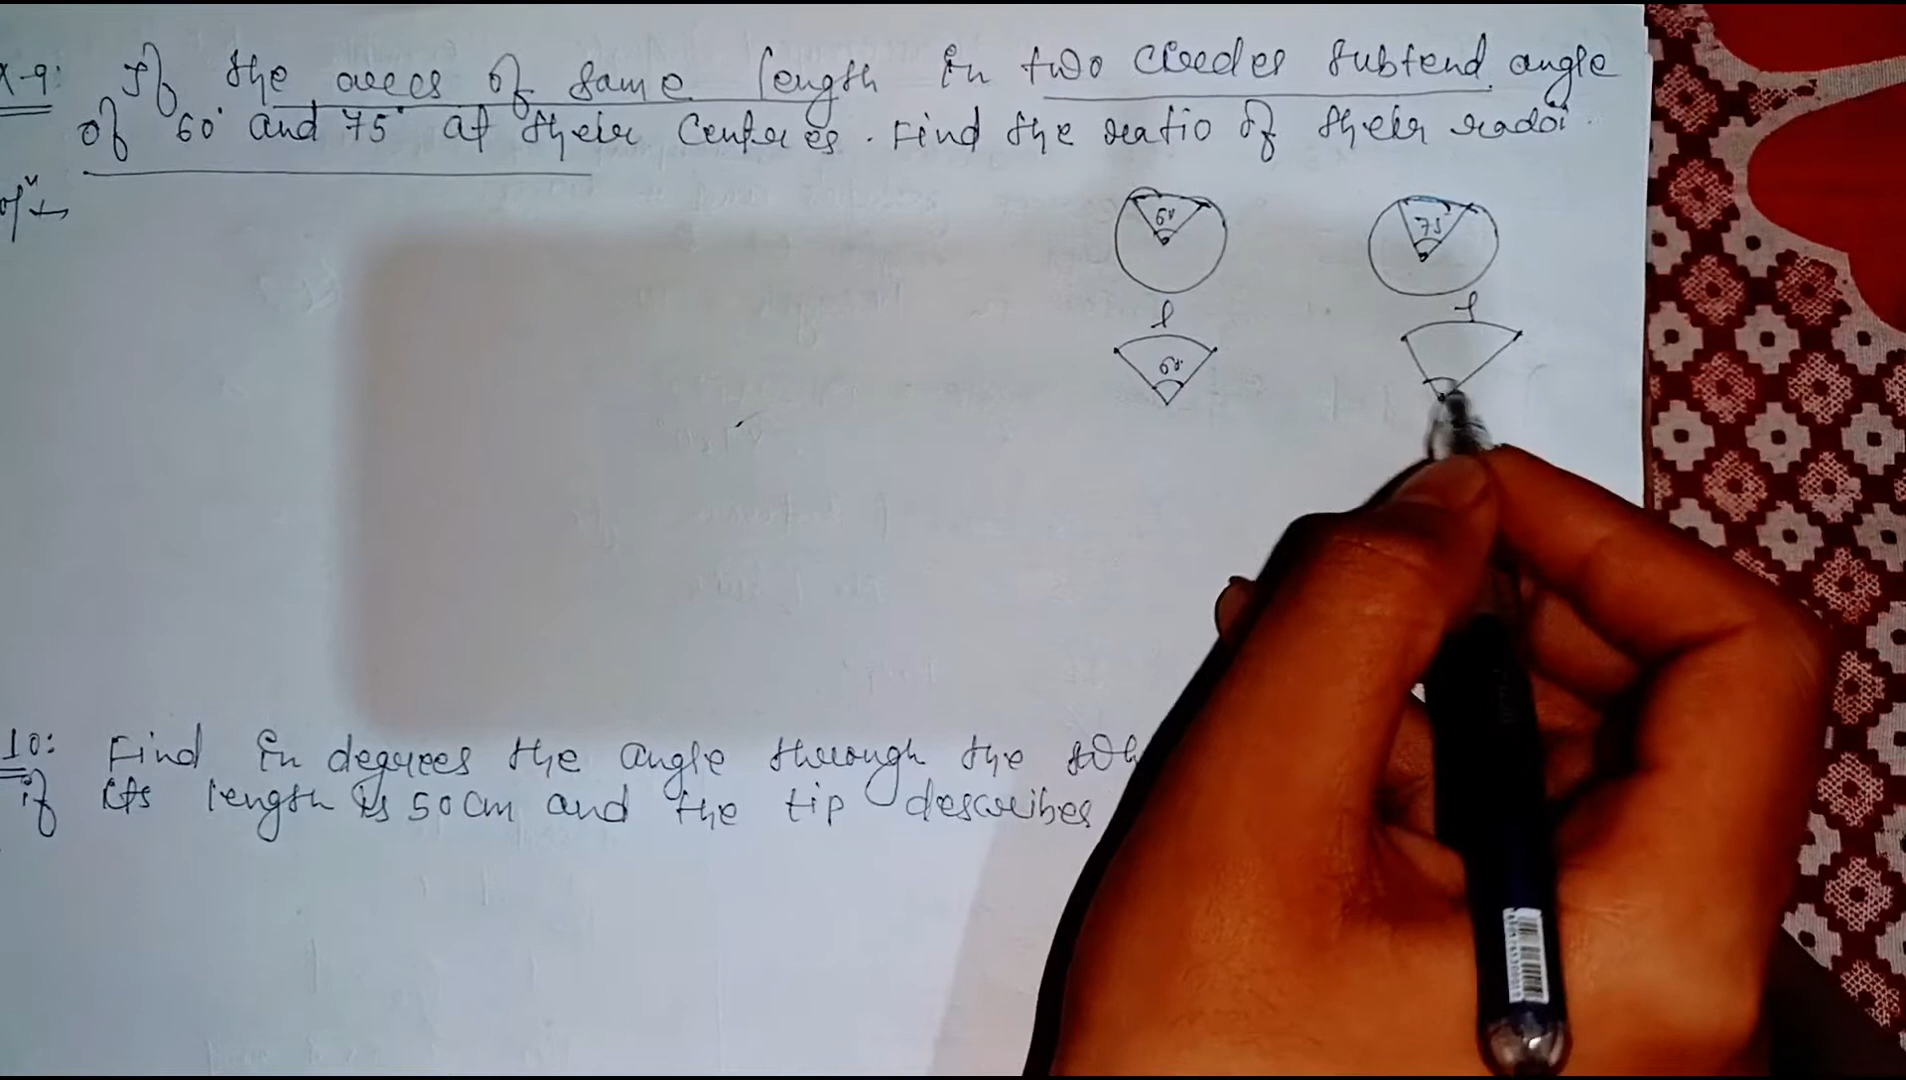 X-9: If the arcs of same length in two circles subtend angle
of 60° and 75° at their centres. Find the ratio of their radii.
60
75
l
l
60°
10: Find in degrees the angle through the
if its length is 50cm and the tip describes